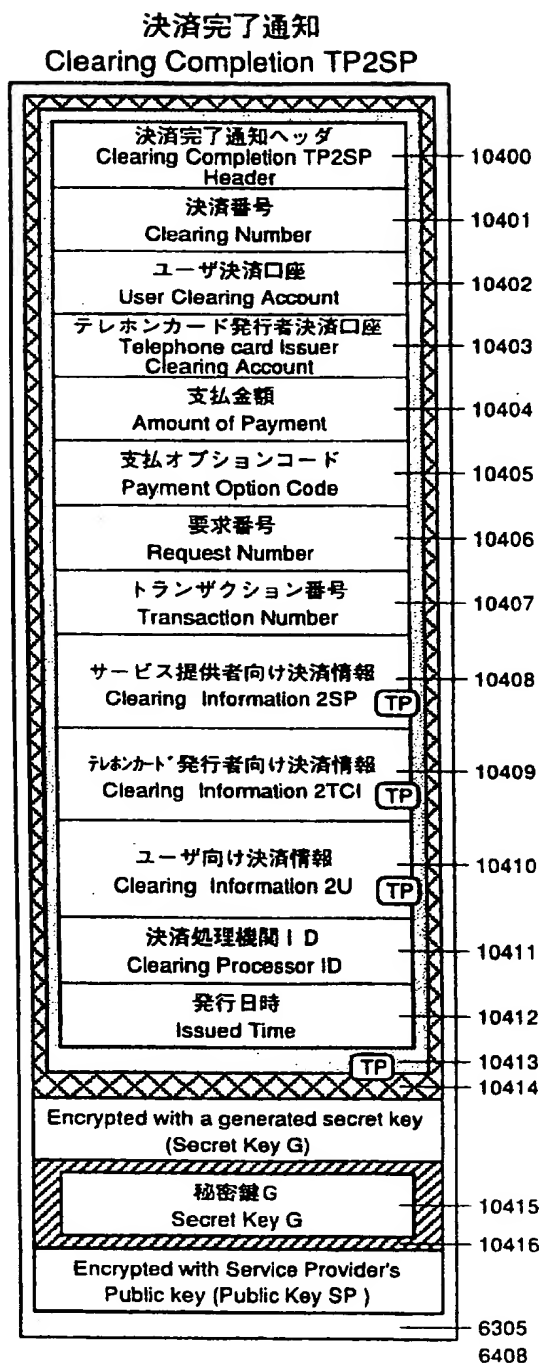 決済完了通知
Clearing Completion TP2SP
決済完了通知ヘッダ
Clearing Completion TP2SP
Header
10400
決済番号
Clearing Number
10401
ユーザ決済口座
User Clearing Account
10402
テレホンカード発行者決済口座
Telephone card Issuer
Clearing Account
10403
支払金額
Amount of Payment
10404
支払オプションコード
Payment Option Code
10405
要求番号
Request Number
10406
トランザクション番号
Transaction Number
10407
サービス提供者向け決済情報
Clearing Information 2SP
TP
10408
テレホンカード発行者向け決済情報
Clearing Information 2TCI
TP
10409
ユーザ向け決済情報
Clearing Information 2U
TP
10410
決済処理機関ID
Clearing Processor ID
10411
発行日時
Issued Time
10412
TP
10413
10414
Encrypted with a generated secret key
(Secret Key G)
秘密鍵G
Secret Key G
10415
10416
Encrypted with Service Provider's
Public key (Public Key SP )
6305
6408